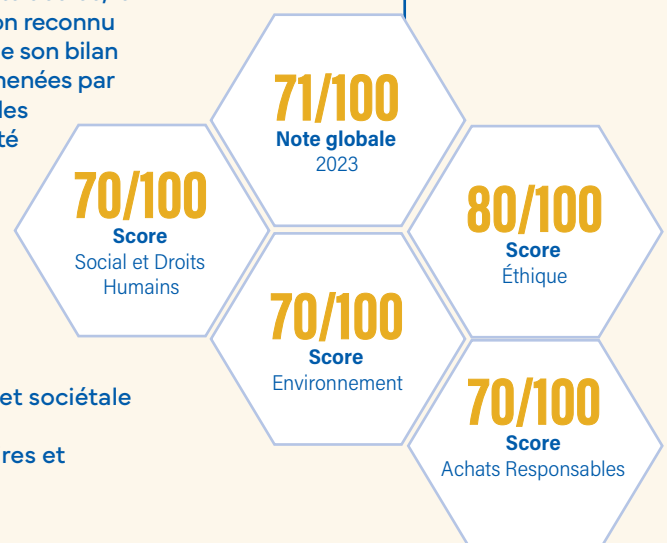 on reconnu
e son bilan
menées par
les
té
71/100
Note globale
2023
70/100
Score
Social et Droits
Humains
80/100
Score
Éthique
70/100
Score
Environnement
70/100
Score
Achats Responsables
et sociétale
res et